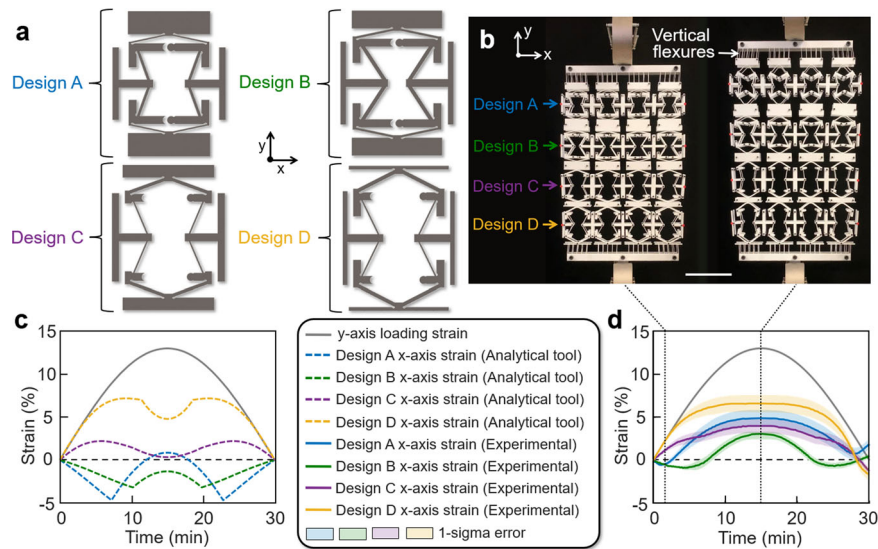 a
Design A
Design B
y
x
Design C
Design D
b
y
x
Vertical
flexures
Design A
Design B
Design C
Design D
c
15
10
5
0
-5
Strain (%)
0
10
20
30
Time (min)
y-axis loading strain
Design A x-axis strain (Analytical tool)
Design B x-axis strain (Analytical tool)
Design C x-axis strain (Analytical tool)
Design D x-axis strain (Analytical tool)
Design A x-axis strain (Experimental)
Design B x-axis strain (Experimental)
Design C x-axis strain (Experimental)
Design D x-axis strain (Experimental)
1-sigma error
d
15
10
5
0
-5
Strain (%)
0
10
20
30
Time (min)